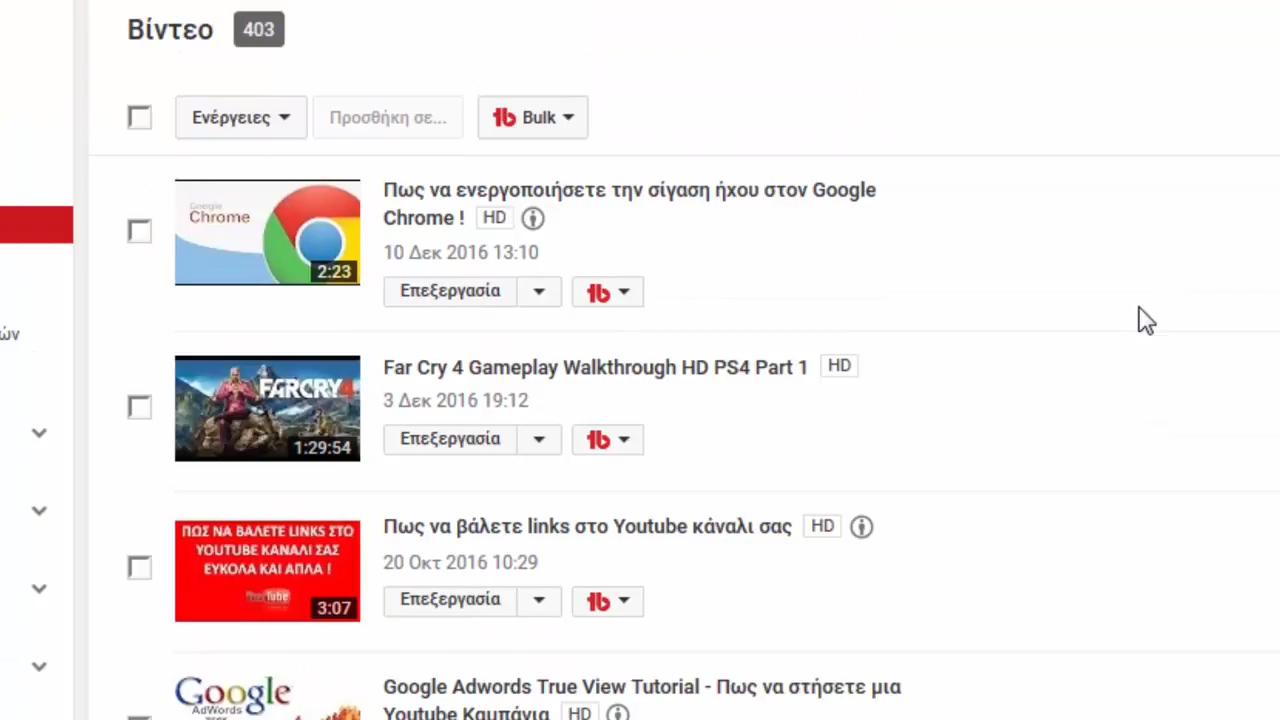 Βίντεο 403
Ενέργειες Προσθήκη σε... Bulk
Google
Chrome
2:23
Πως να ενεργοποιήσετε την σίγαση ήχου στον Google
Chrome ! HD
10 Δεκ 2016 13:10
Επεξεργασία
ών
FARCRY4
1:29:54
Far Cry 4 Gameplay Walkthrough HD PS4 Part 1 HD
3 Δεκ 2016 19:12
Επεξεργασία
ΠΩΣ ΝΑ ΒΑΛΕΤΕ LINKS ΣΤΟ
YOUTUBE ΚΑΝΑΛΙ ΣΑΣ
ΕΥΚΟΛΑ ΚΑΙ ΑΠΛΑ !
YouTube
3:07
Πως να βάλετε links στο Youtube κάναλι σας HD
20 Οκτ 2016 10:29
Επεξεργασία
Google
AdWords
Google Adwords True View Tutorial - Πως να στήσετε μια
Youtube Καμπάνια HD